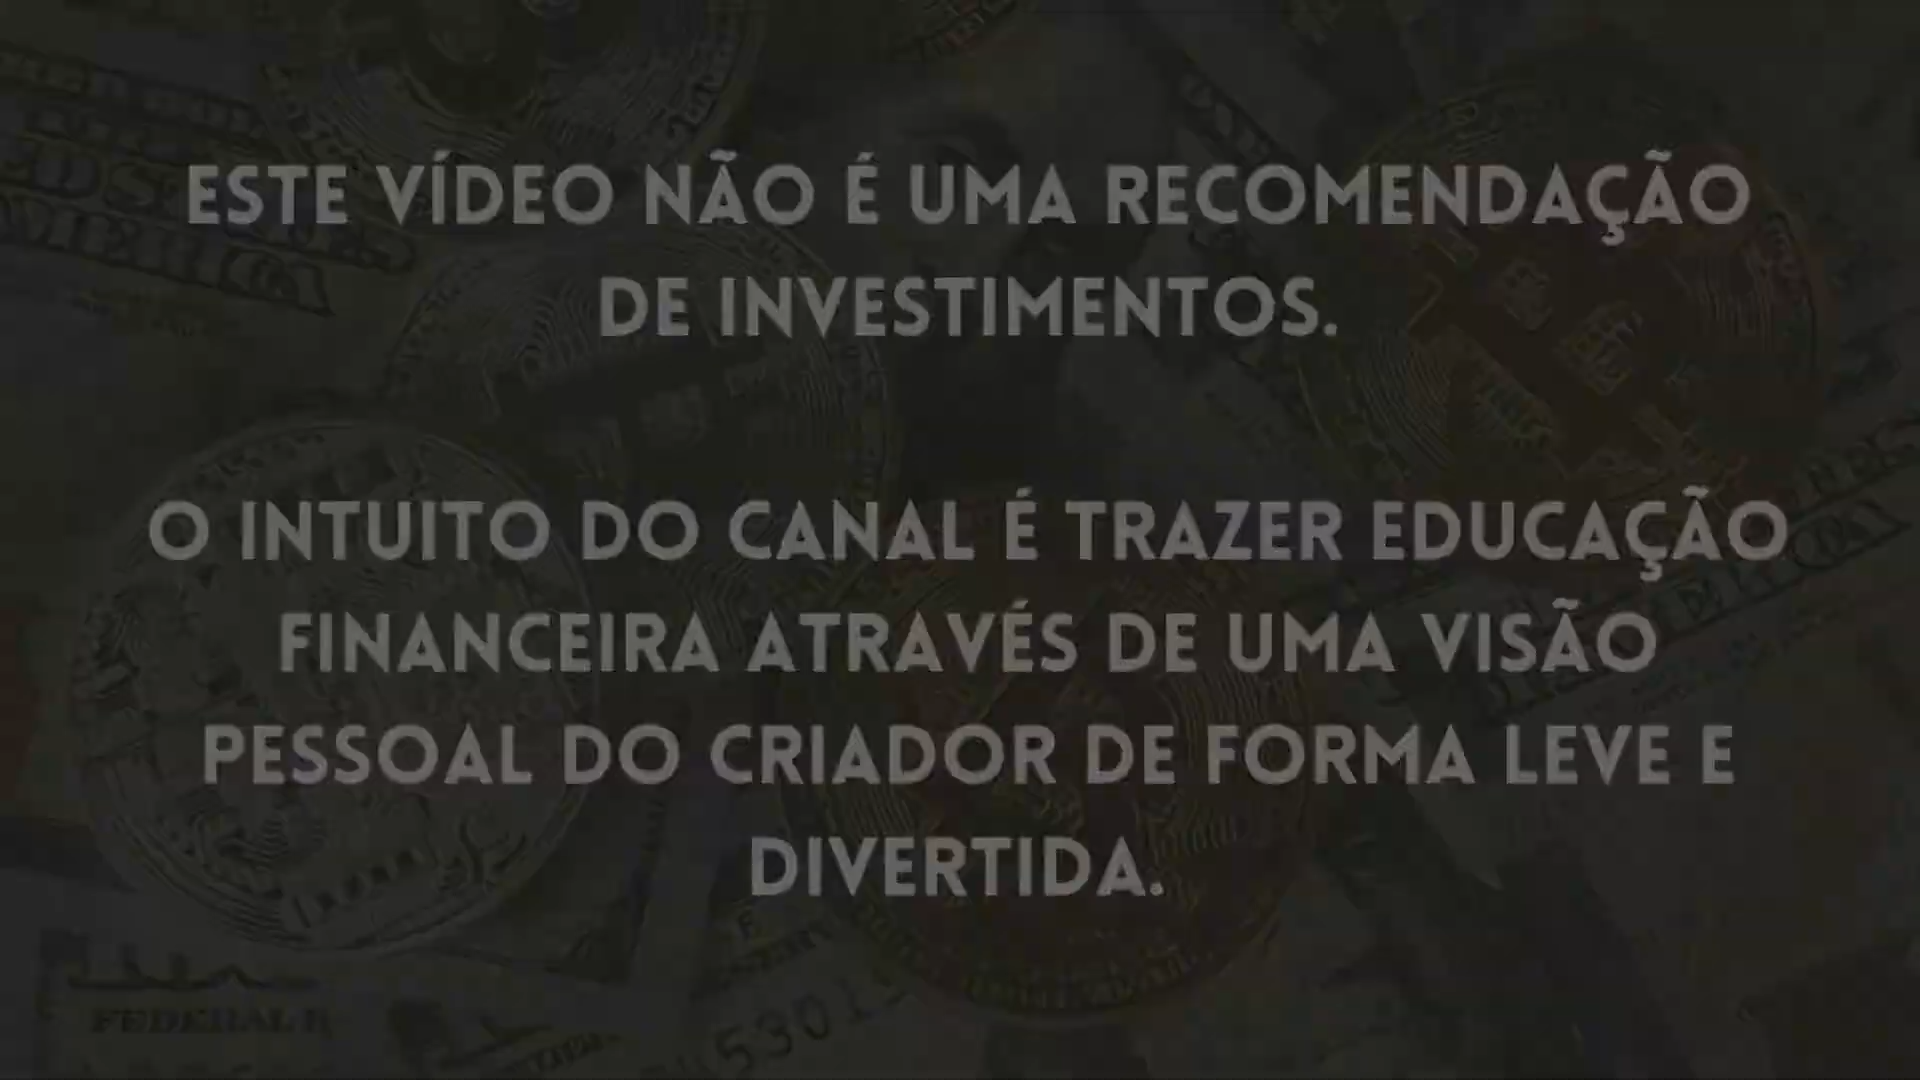 ESTE VÍDEO NÃO É UMA RECOMENDAÇÃO
DE INVESTIMENTOS.
O INTUITO DO CANAL É TRAZER EDUCAÇÃO
FINANCEIRA ATRAVÉS DE UMA VISÃO
PESSOAL DO CRIADOR DE FORMA LEVE E
DIVERTIDA.
FEDERAL R